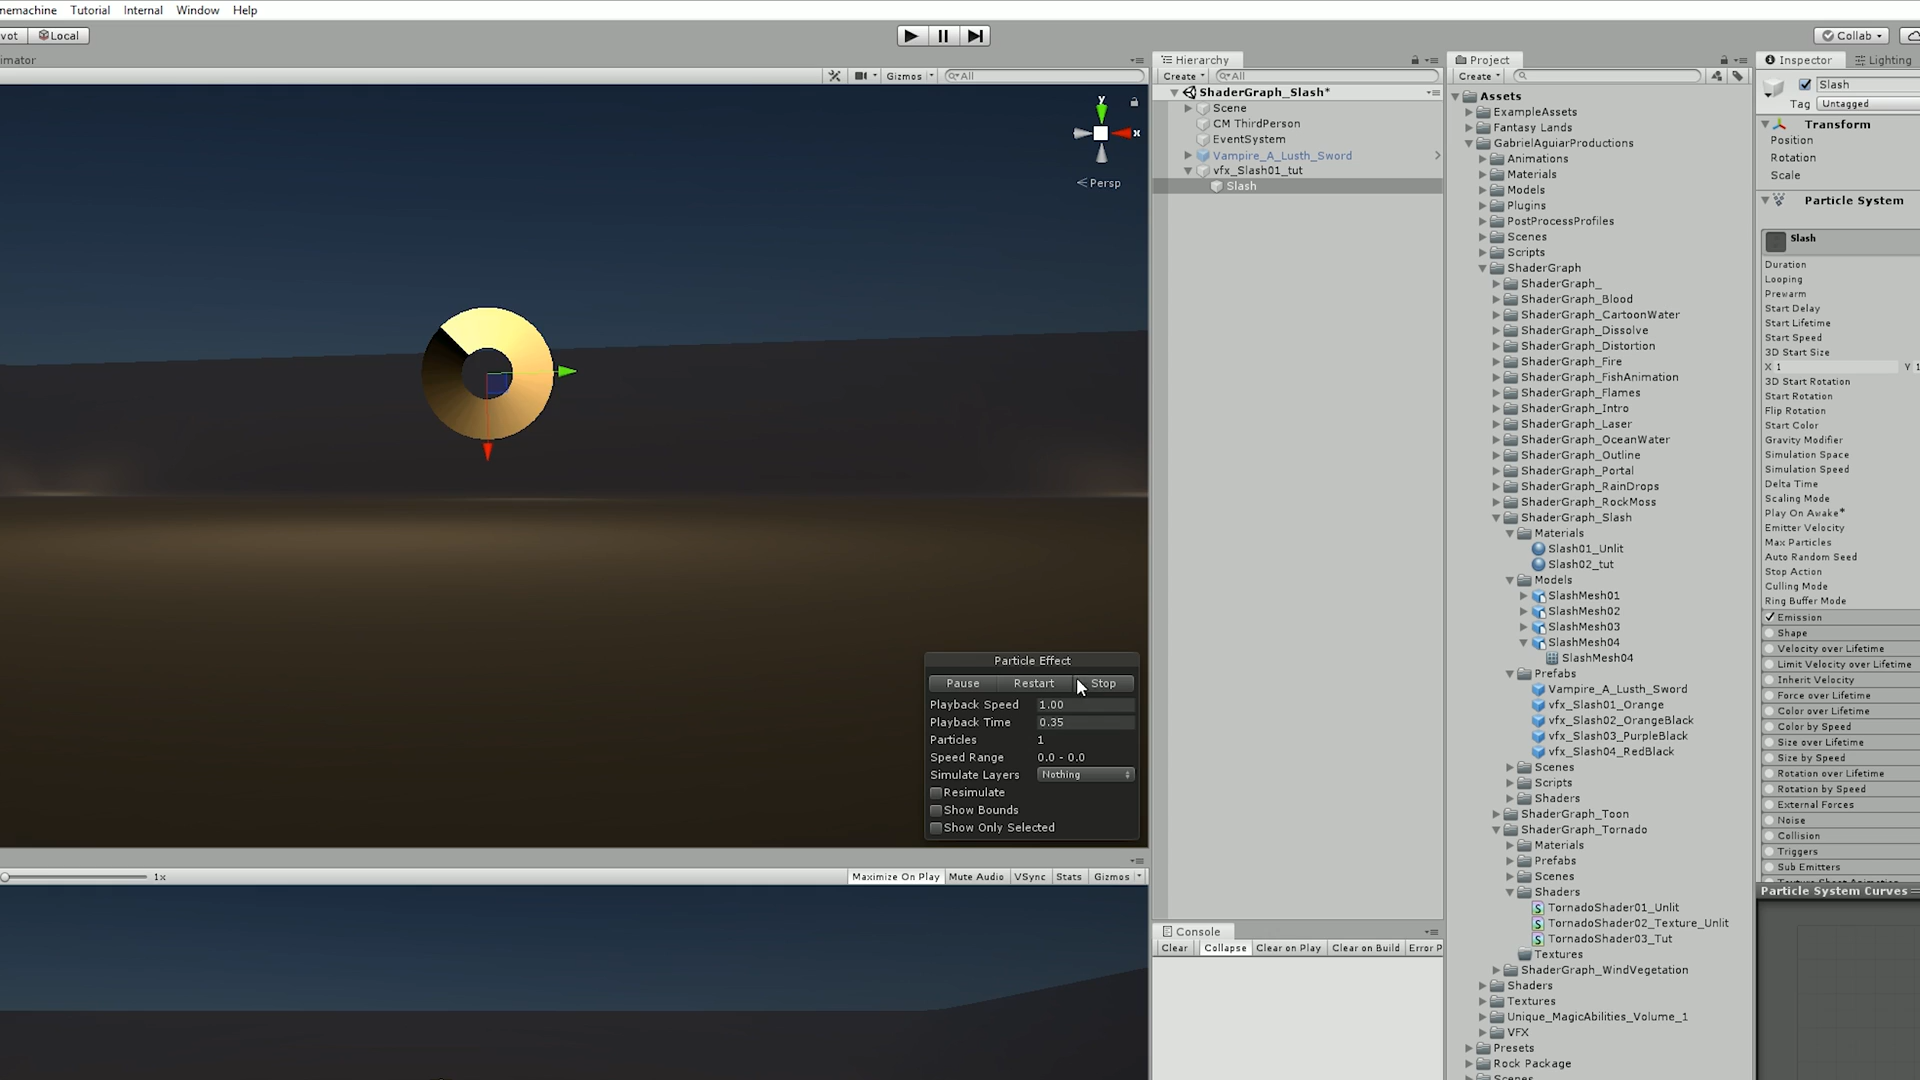 nemachine Tutorial Internal Window Help
vot Local Collab
imator Hierarchy Project Inspector Lighting
Gizmos All Create All Create Slash
ShaderGraph_Slash* Assets Tag Untagged
Scene ExampleAssets
CM ThirdPerson Fantasy Lands Transform
EventSystem GabrielAguiarProductions Position
Vampire_A_Lusth_Sword Animations Rotation
vfx_Slash01_tut Materials Scale
Slash Models
y
x
Persp
Plugins Particle System
PostProcessProfiles
Scenes Slash
Scripts
ShaderGraph Duration
ShaderGraph_ Looping
ShaderGraph_Blood Prewarm
ShaderGraph_CartoonWater Start Delay
ShaderGraph_Dissolve Start Lifetime
ShaderGraph_Distortion Start Speed
ShaderGraph_Fire 3D Start Size
ShaderGraph_FishAnimation X 1 Y 1
ShaderGraph_Flames 3D Start Rotation
ShaderGraph_Intro Start Rotation
ShaderGraph_Laser Flip Rotation
ShaderGraph_OceanWater Start Color
ShaderGraph_Outline Gravity Modifier
ShaderGraph_Portal Simulation Space
ShaderGraph_RainDrops Simulation Speed
ShaderGraph_RockMoss Delta Time
ShaderGraph_Slash Scaling Mode
Materials Play On Awake*
Slash01_Unlit Emitter Velocity
Slash02_tut Max Particles
Models Auto Random Seed
SlashMesh01 Stop Action
SlashMesh02 Culling Mode
SlashMesh03 Ring Buffer Mode
SlashMesh04 Emission
SlashMesh04 Shape
Prefabs Velocity over Lifetime
Vampire_A_Lusth_Sword Limit Velocity over Lifetime
vfx_Slash01_Orange Inherit Velocity
vfx_Slash02_OrangeBlack Force over Lifetime
vfx_Slash03_PurpleBlack Color over Lifetime
vfx_Slash04_RedBlack Color by Speed
Scenes Size over Lifetime
Scripts Size by Speed
Shaders Rotation over Lifetime
ShaderGraph_Toon Rotation by Speed
ShaderGraph_Tornado External Forces
Materials Noise
Prefabs Collision
Scenes Triggers
Shaders Sub Emitters
TornadoShader01_Unlit Particle System Curves
TornadoShader02_Texture_Unlit
TornadoShader03_Tut
Textures
ShaderGraph_WindVegetation
Shaders
Textures
Unique_MagicAbilities_Volume_1
VFX
Presets
Rock Package
Scenes
Particle Effect
Pause Restart Stop
Playback Speed 1.00
Playback Time 0.35
Particles 1
Speed Range 0.0 - 0.0
Simulate Layers Nothing
Resimulate
Show Bounds
Show Only Selected
1x Maximize On Play Mute Audio VSync Stats Gizmos
Console
Clear Collapse Clear on Play Clear on Build Error P